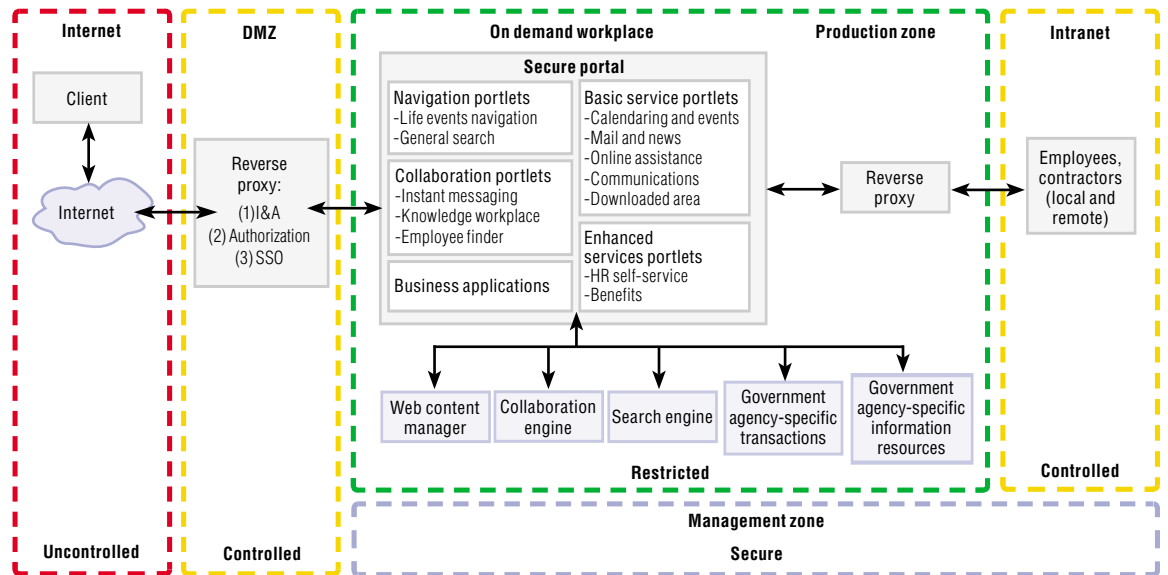 Internet
Client
Internet
Uncontrolled
DMZ
Reverse
proxy:
(1)I&A
(2) Authorization
(3) SSO
Controlled
On demand workplace
Production zone
Secure portal
Navigation portlets
-Life events navigation
-General search
Collaboration portlets
-Instant messaging
-Knowledge workplace
-Employee finder
Business applications
Basic service portlets
-Calendaring and events
-Mail and news
-Online assistance
-Communications
-Downloaded area
Enhanced
services portlets
-HR self-service
-Benefits
Reverse
proxy
Web content
manager
Collaboration
engine
Search engine
Government
agency-specific
transactions
Government
agency-specific
information
resources
Restricted
Intranet
Employees,
contractors
(local and
remote)
Controlled
Management zone
Secure